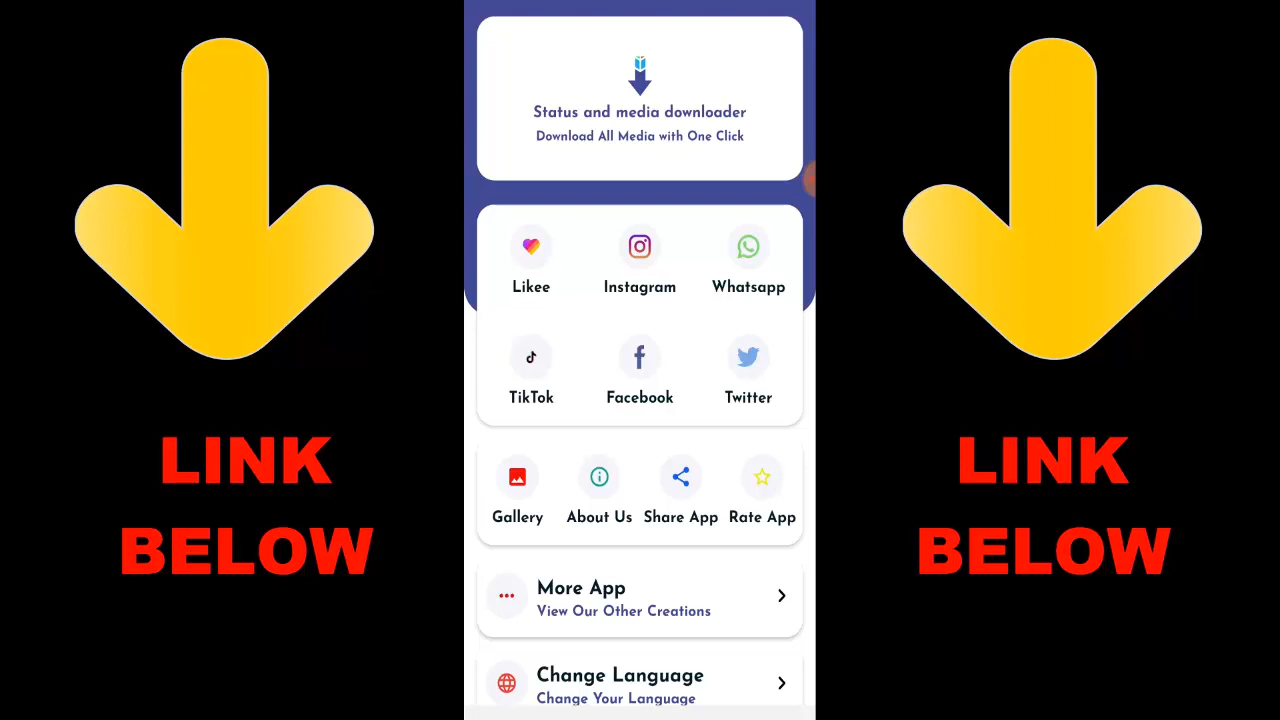 Status and media downloader
Download All Media with One Click
Likee Instagram Whatsapp
TikTok Facebook Twitter
LINK
BELOW
LINK
BELOW
Gallery About Us Share App Rate App
More App
View Our Other Creations
Change Language
Change Your Language